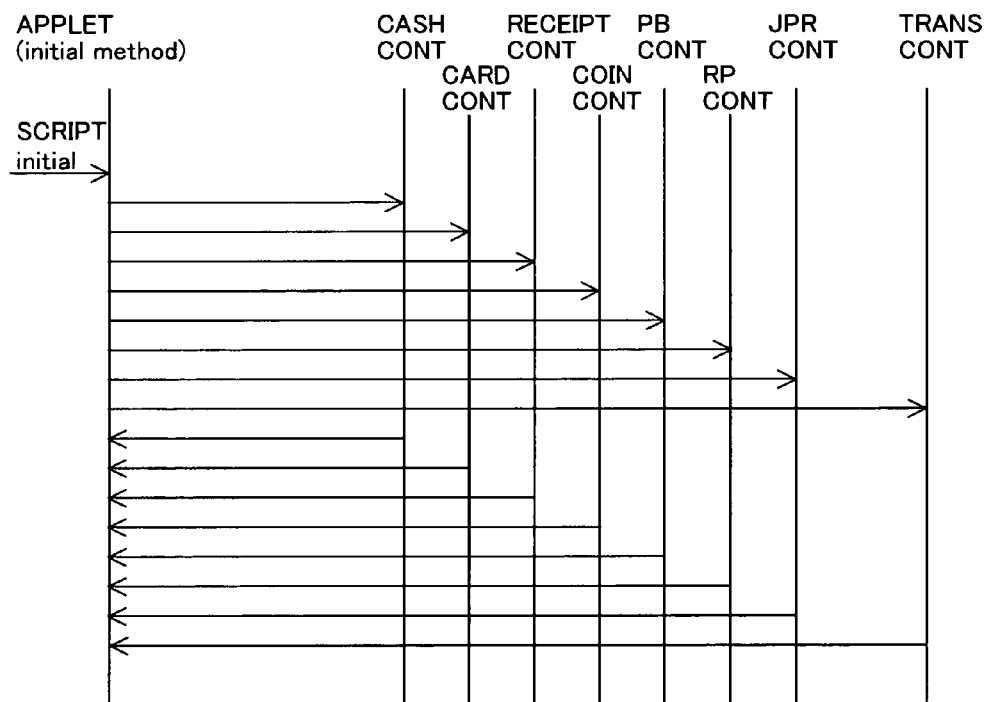 APPLET
(initial method)
CASH
CONT
RECEIPT
CONT
PB
CONT
JPR
CONT
TRANS
CONT
CARD
CONT
COIN
CONT
RP
CONT
SCRIPT
initial